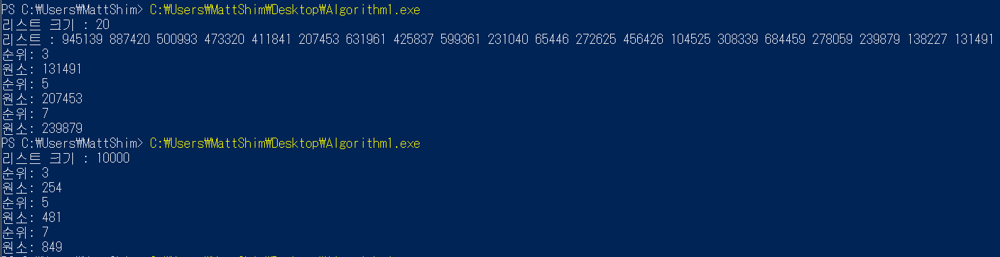 PS C:₩Users₩MattShim> C:₩Users₩MattShim₩Desktop₩Algorithm1.exe
리스트 크기 : 20
리스트 : 945139 887420 500993 473320 411841 207453 631961 425837 599361 231040 65446 272625 456426 104525 308339 684459 278059 239879 138227 131491
순위: 3
원소: 131491
순위: 5
원소: 207453
순위: 7
원소: 239879
PS C:₩Users₩MattShim> C:₩Users₩MattShim₩Desktop₩Algorithm1.exe
리스트 크기 : 10000
순위: 3
원소: 254
순위: 5
원소: 481
순위: 7
원소: 849